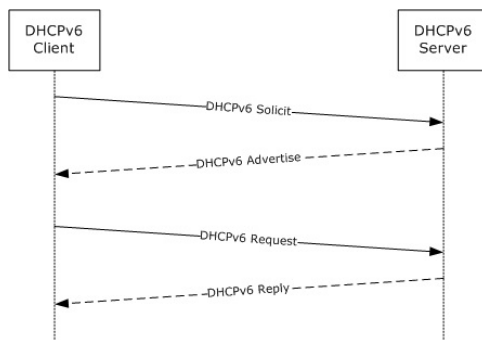 DHCPv6
Client
DHCPv6
Server
DHCPv6 Solicit
DHCPv6 Advertise
DHCPv6 Request
DHCPv6 Reply